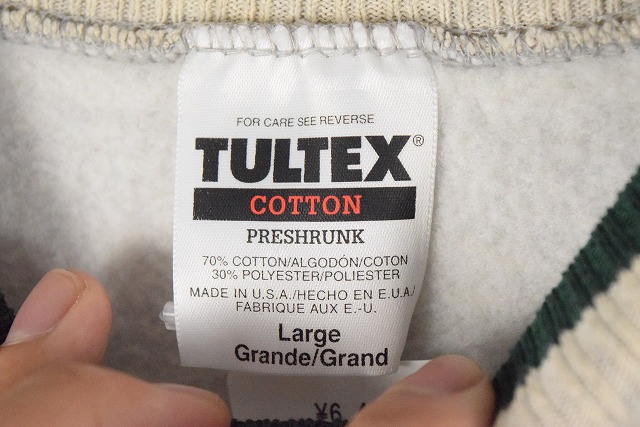 FOR CARE SEE REVERSE
TULTEX®
COTTON
PRESHRUNK
70% COTTON/ALGODÓN/COTON
30% POLYESTER/POLIESTER
MADE IN U.S.A./HECHO EN E.U.A./
FABRIQUE AUX E.-U.
Large
Grande/Grand
¥6